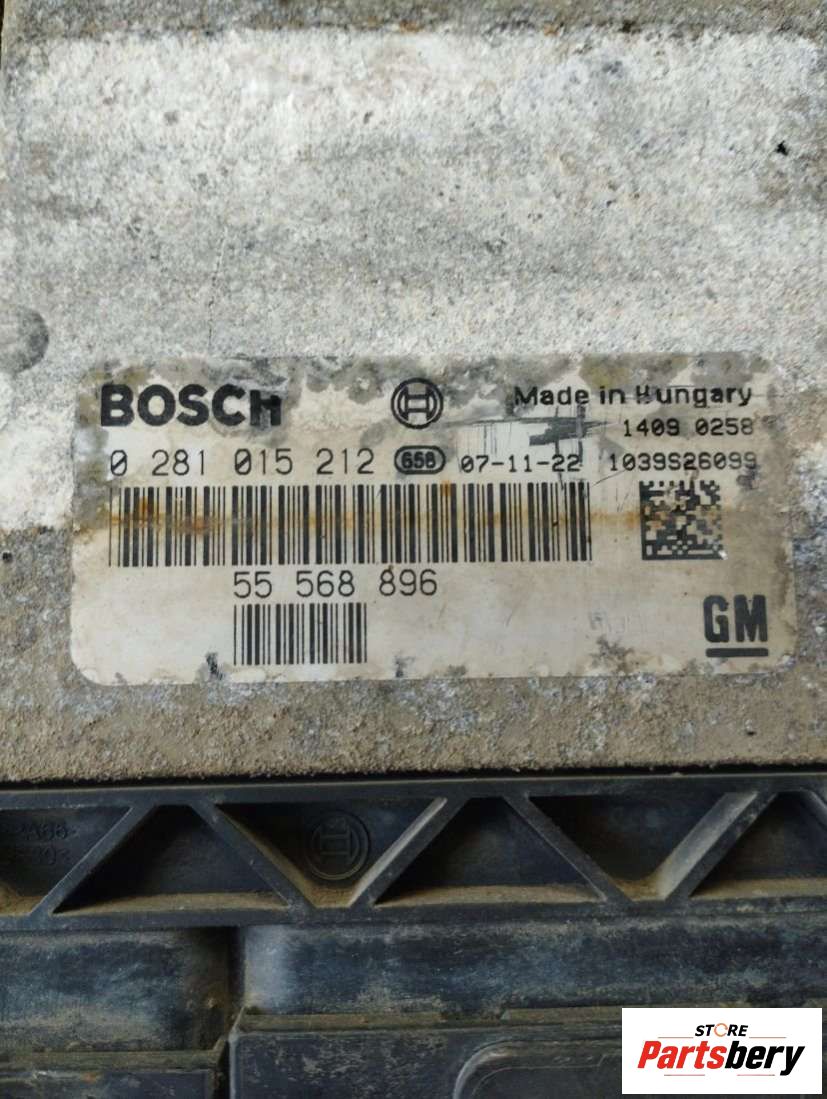 BOSCH Made in Hungary
1409 0258
0 281 015 212 658 07-11-22 1039S26099
55 568 896
GM
STORE
Partsbery